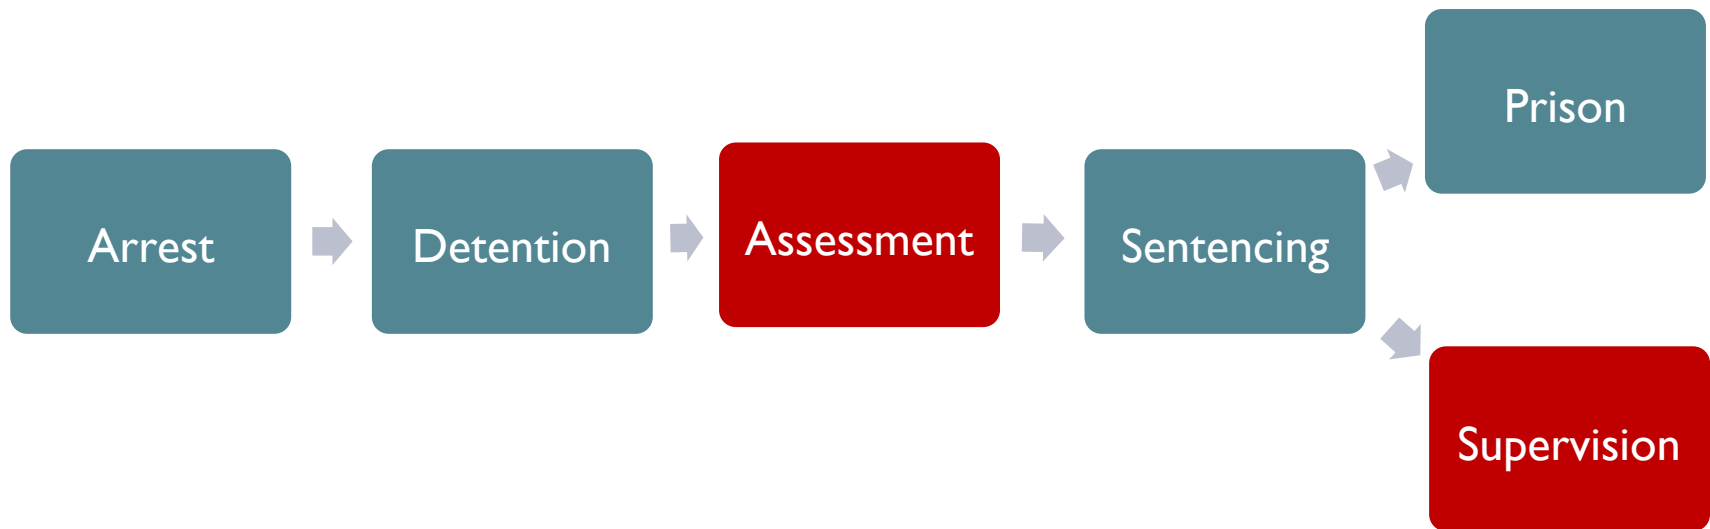 Arrest
Detention
Assessment
Sentencing
Prison
Supervision